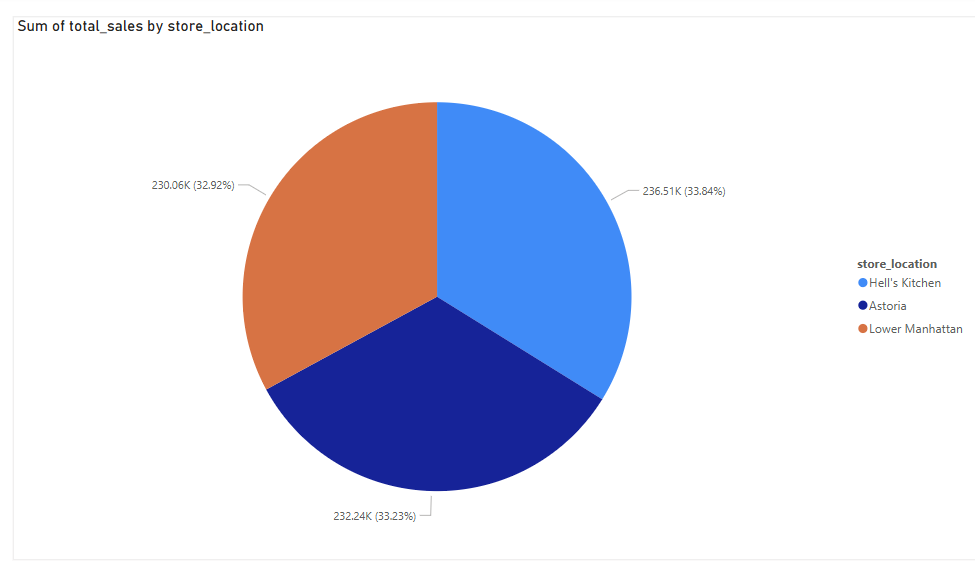 Sum of total_sales by store_location
230.06K (32.92%)
236.51K (33.84%)
232.24K (33.23%)
store_location
Hell's Kitchen
Astoria
Lower Manhattan